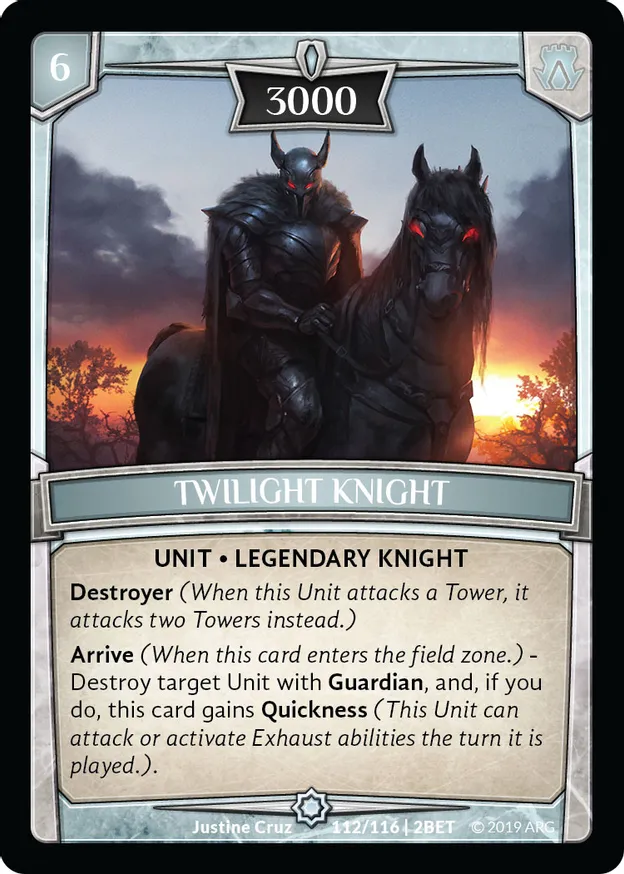 6
3000
TWILIGHT KNIGHT
UNIT • LEGENDARY KNIGHT
Destroyer (When this Unit attacks a Tower, it
attacks two Towers instead.)
Arrive (When this card enters the field zone.) -
Destroy target Unit with Guardian, and, if you
do, this card gains Quickness (This Unit can
attack or activate Exhaust abilities the turn it is
played.).
Justine Cruz 112/116 | 2BET © 2019 ARG